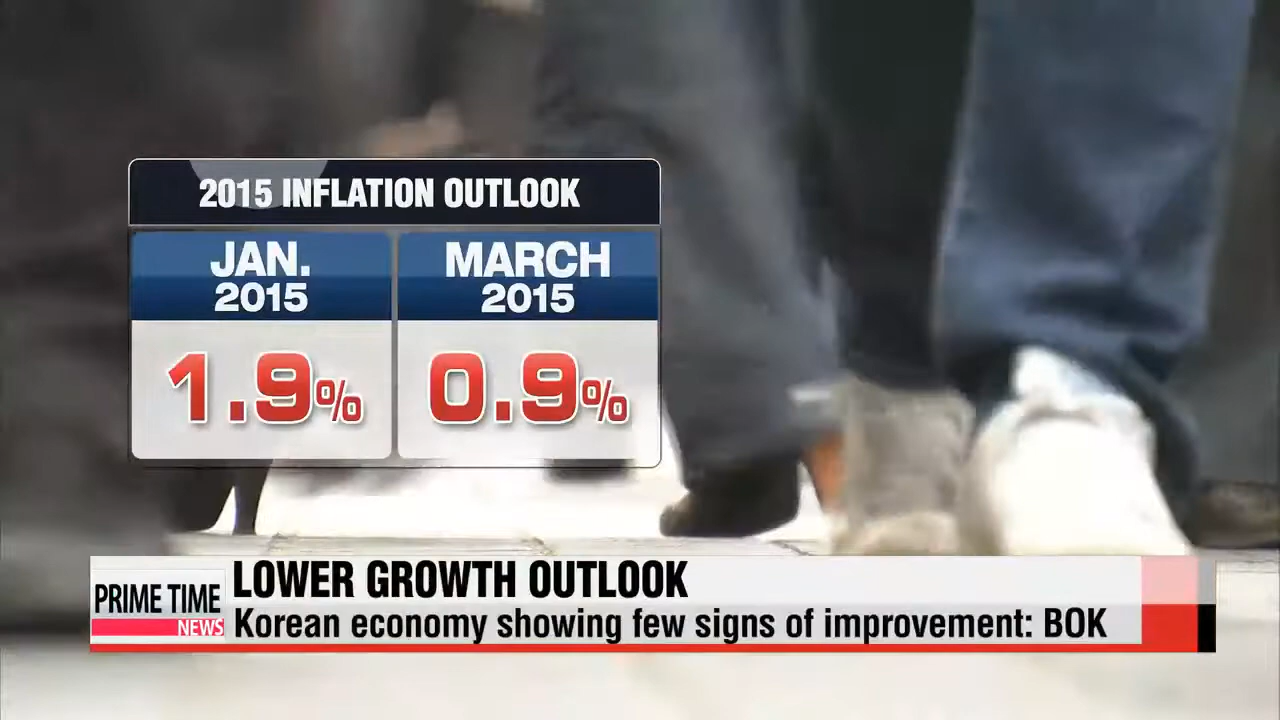 2015 INFLATION OUTLOOK
JAN.
2015
MARCH
2015
1.9%
0.9%
PRIME TIME
NEWS
LOWER GROWTH OUTLOOK
Korean economy showing few signs of improvement: BOK